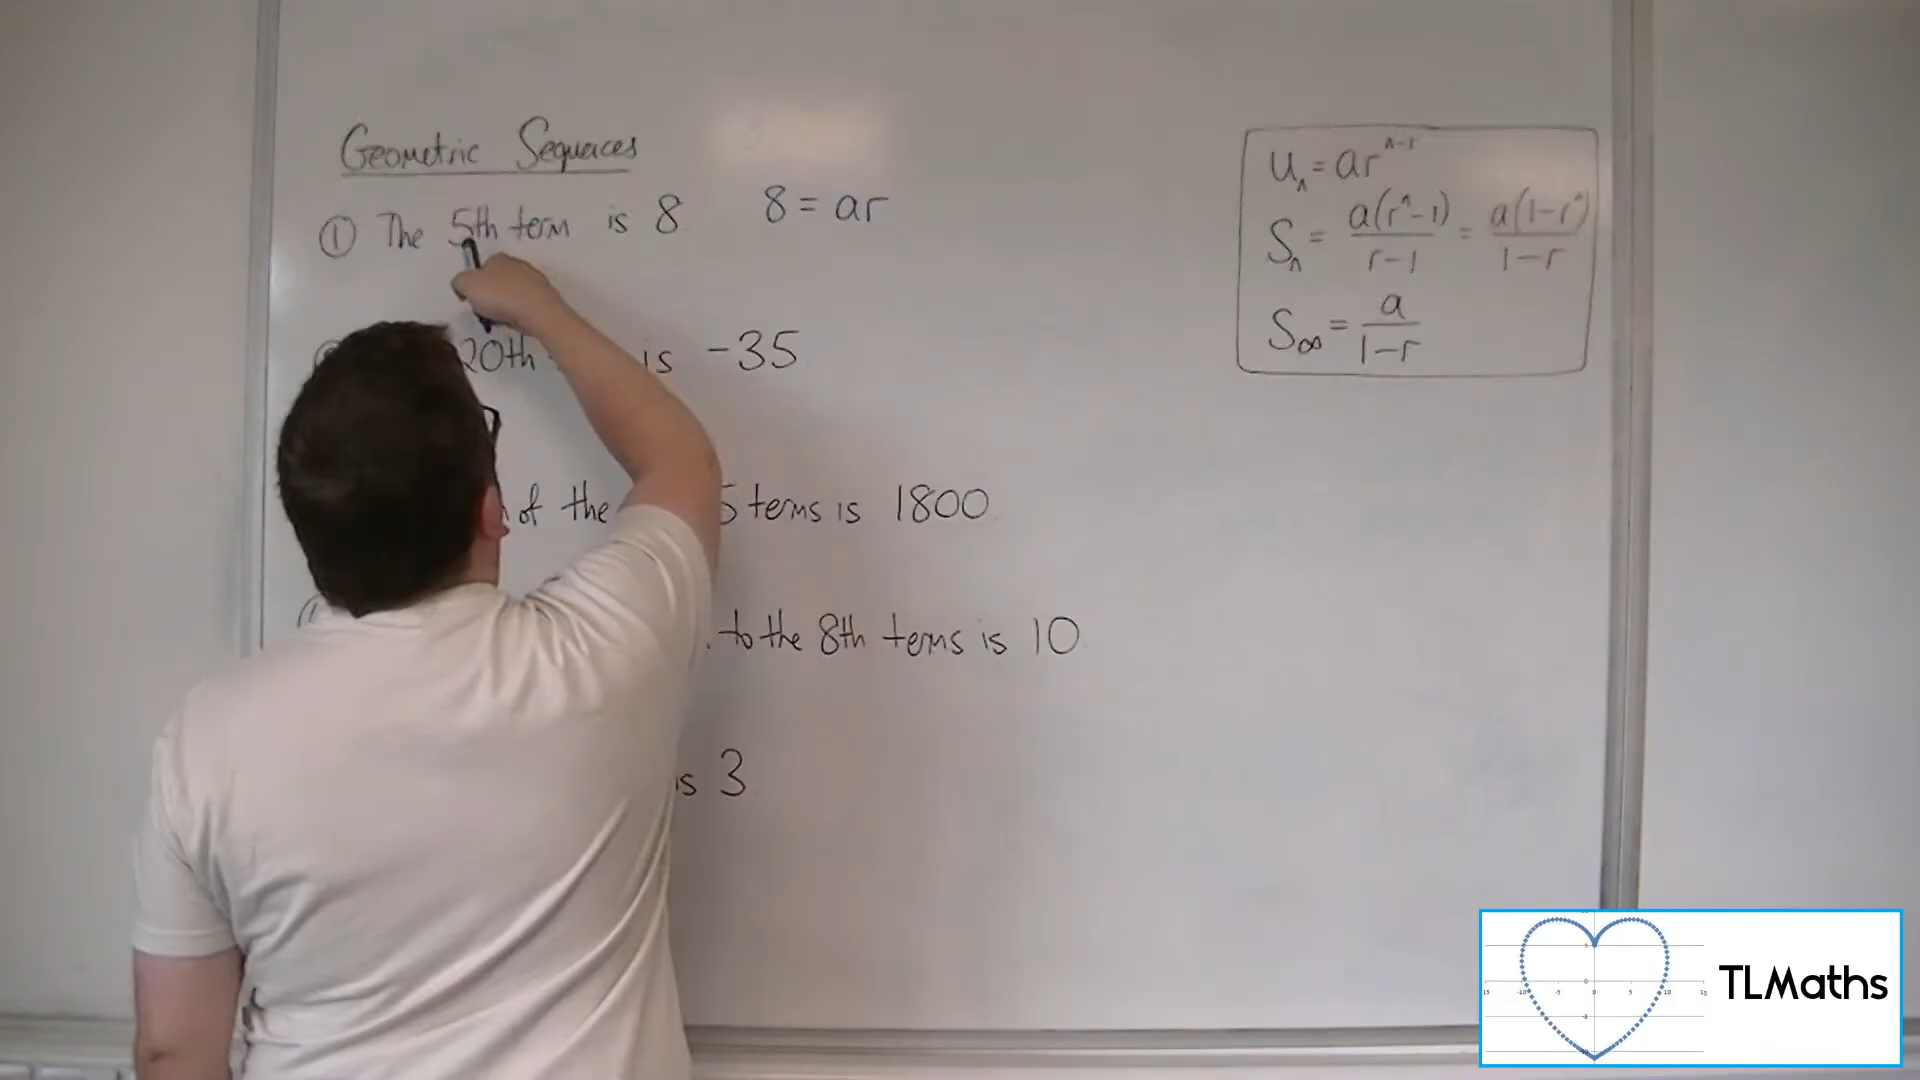 Geometric Sequences
① The 5th term is 8 8 = ar
20th is -35
of the 5 terms is 1800
to the 8th terms is 10
is 3
uₙ = arⁿ⁻¹
Sₙ = a(rⁿ-1)/r-1 = a(1-rⁿ)/1-r
S∞ = a/1-r
TLMaths